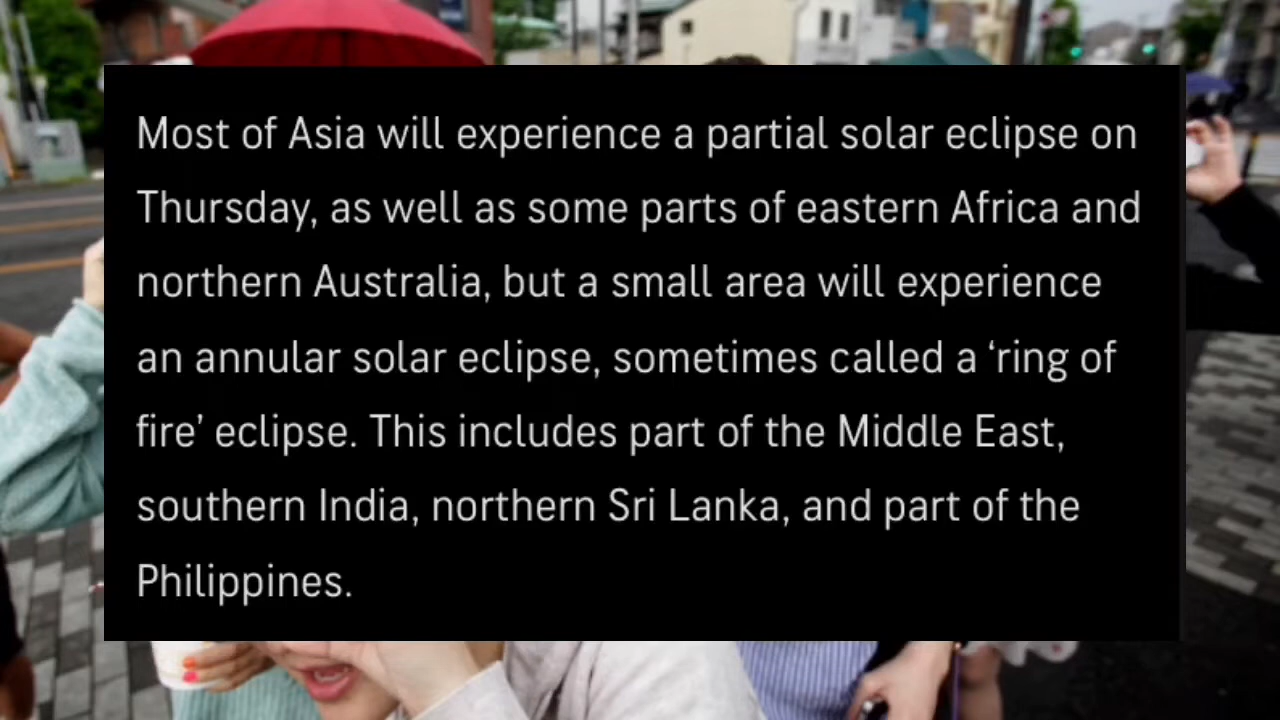 Most of Asia will experience a partial solar eclipse on
Thursday, as well as some parts of eastern Africa and
northern Australia, but a small area will experience
an annular solar eclipse, sometimes called a ‘ring of
fire’ eclipse. This includes part of the Middle East,
southern India, northern Sri Lanka, and part of the
Philippines.